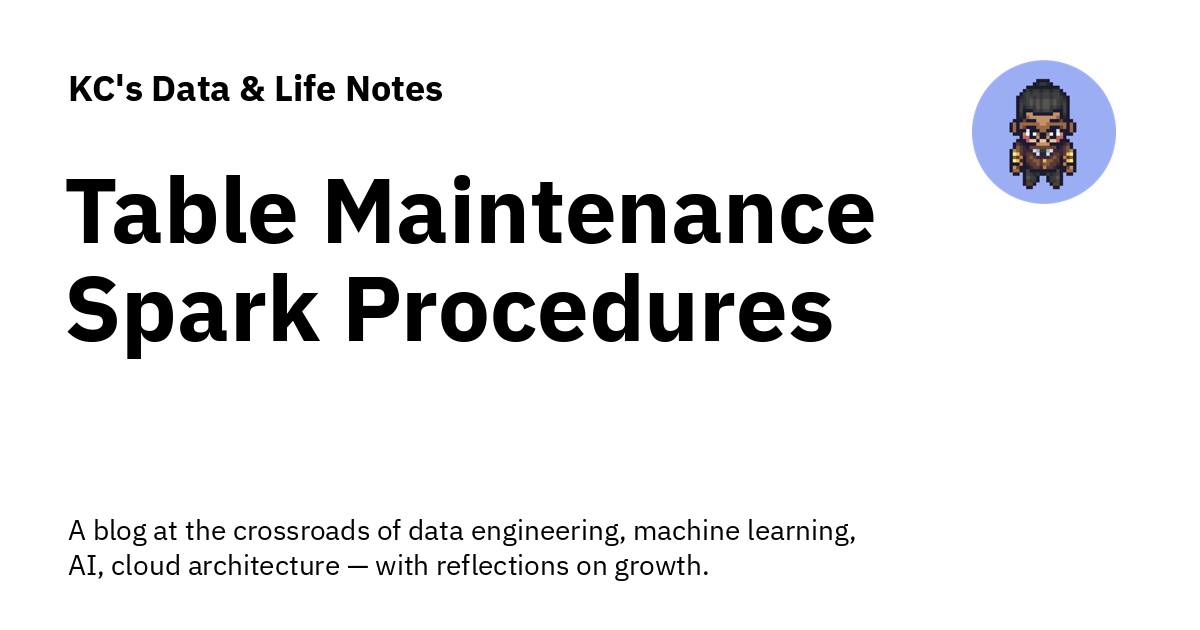 KC's Data & Life Notes
Table Maintenance
Spark Procedures
A blog at the crossroads of data engineering, machine learning,
AI, cloud architecture — with reflections on growth.